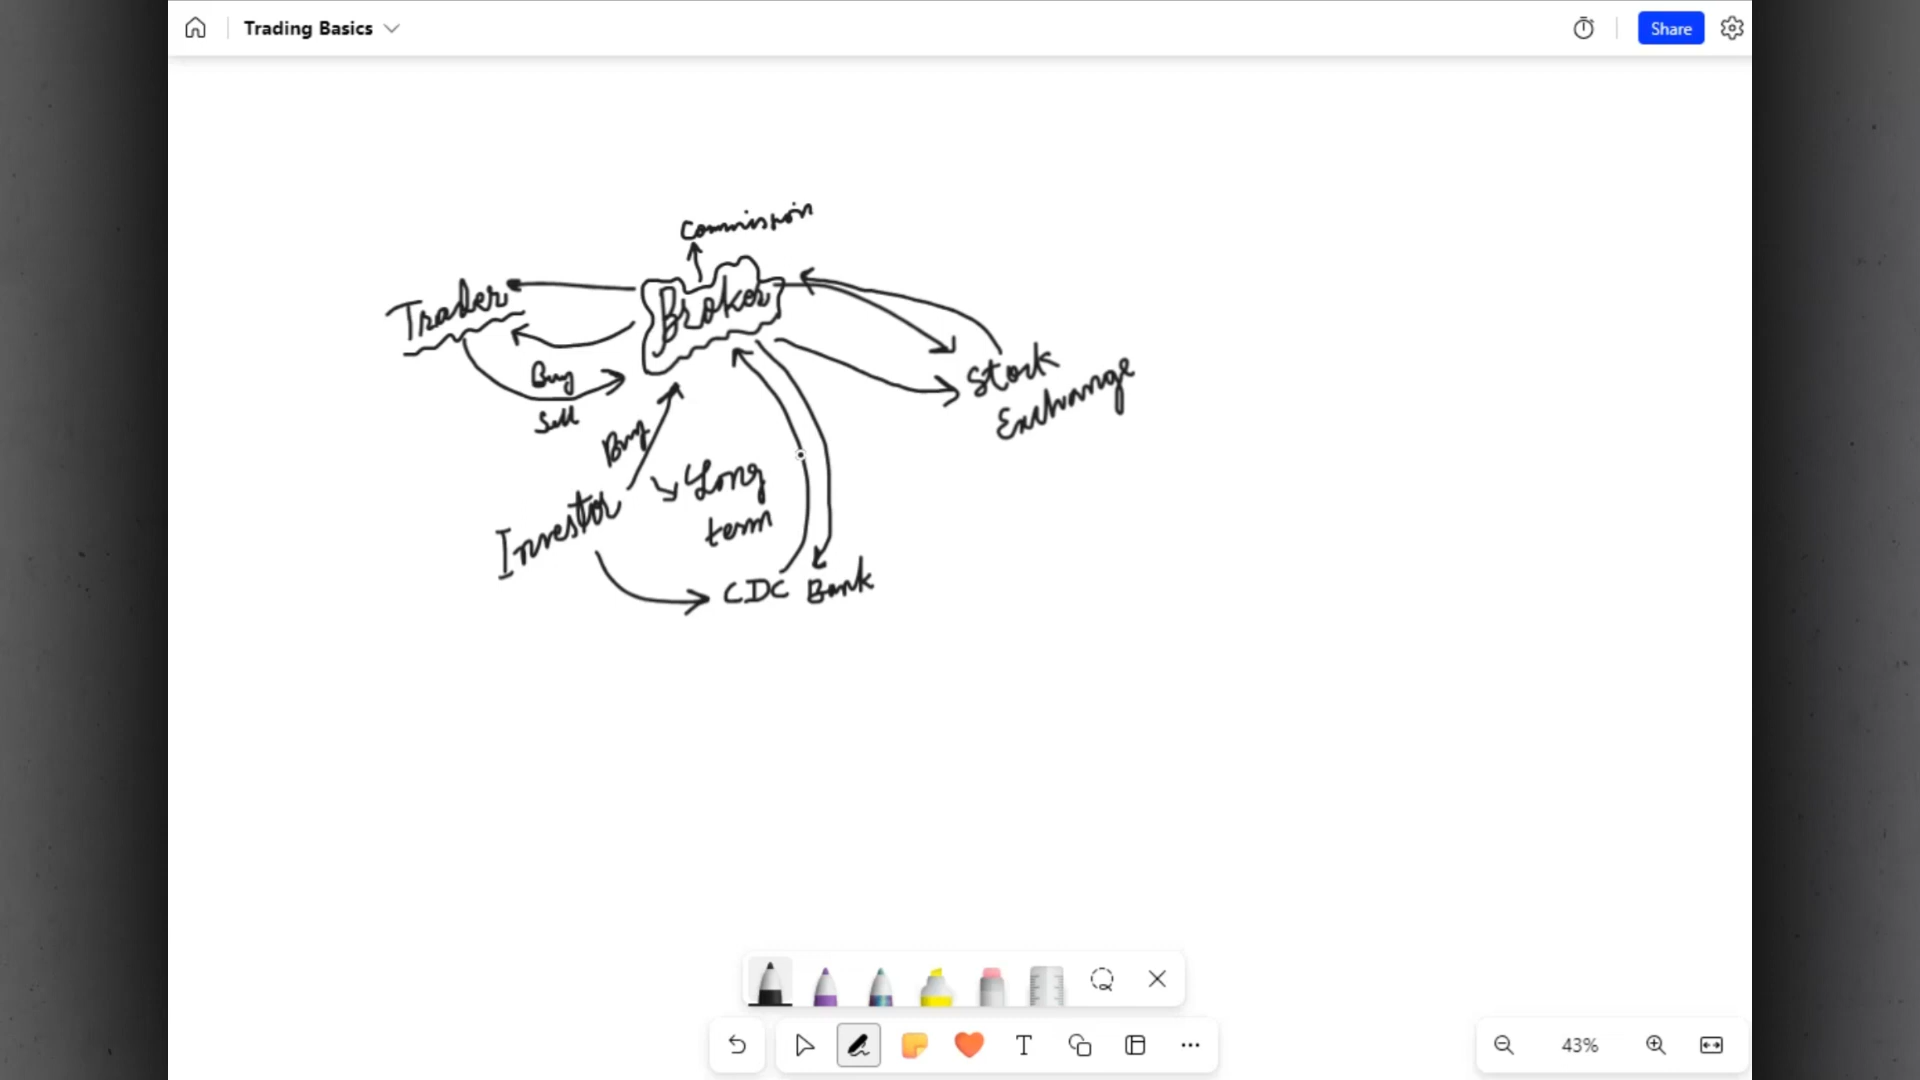 Trading Basics
Share
Commission
Trader
Broker
Buy
Sell
Stock
Exchange
Buy
Long
term
Investor
CDC Bank
43%